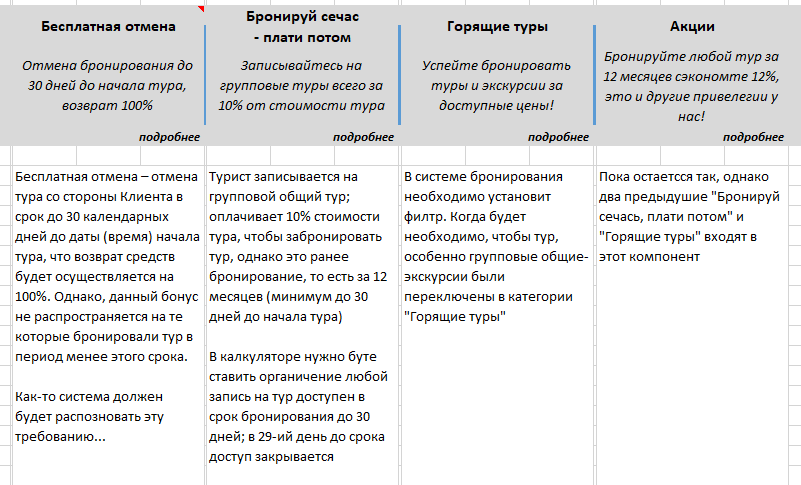 Бесплатная отмена
Отмена бронирования до
30 дней до начала тура,
возврат 100%
подробнее
Бронируй сечас
- плати потом
Записывайтесь на
групповые туры всего за
10% от стоимости тура
подробнее
Горящие туры
Успейте бронировать
туры и экскурсии за
доступные цены!
подробнее
Акции
Бронируйте любой тур за
12 месяцев сэкономте 12%,
это и другие привелегии у
нас!
подробнее
Бесплатная отмена – отмена
тура со стороны Клиента в
срок до 30 календарных
дней до даты (время) начала
тура, что возврат средств
будет осуществляется на
100%. Однако, данный бонус
не распространяется на те
которые бронировали тур в
период менее этого срока.
Как-то система должен
будет распозновать эту
требованию...
Турист записывается на
групповой общий тур;
оплачивает 10% стоимости
тура, чтобы забронировать
тур, однако это ранее
бронирование, то есть за 12
месяцев (минимум до 30
дней до начала тура)
В калкуляторе нужно буте
ставить органичение любой
запись на тур доступен в
срок бронирования до 30
дней; в 29-ий день до срока
доступ закрывается
В системе бронирования
необходимо установит
филтр. Когда будет
необходимо, чтобы тур,
особенно групповые общие-
экскурсии были
переключены в категории
"Горящие туры"
Пока остаетсся так, однако
два предыдушие "Бронируй
сечась, плати потом" и
"Горящие туры" входят в
этот компонент